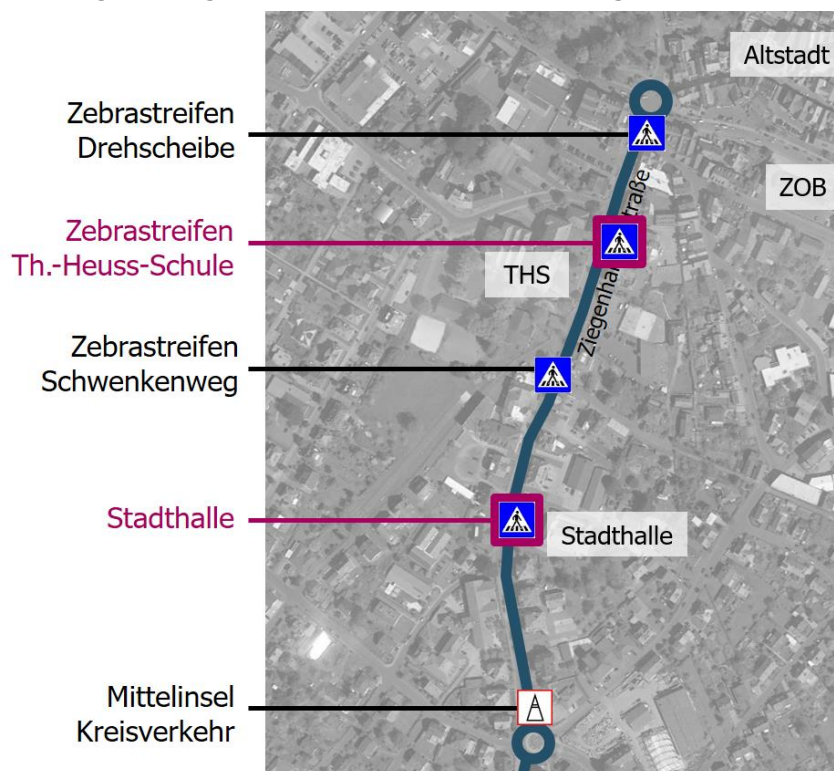 Altstadt
Zebrastreifen
Drehscheibe
ZOB
Zebrastreifen
Th.-Heuss-Schule
THS
Zebrastreifen
Schwenkenweg
Stadthalle
Stadthalle
Mittelinsel
Kreisverkehr